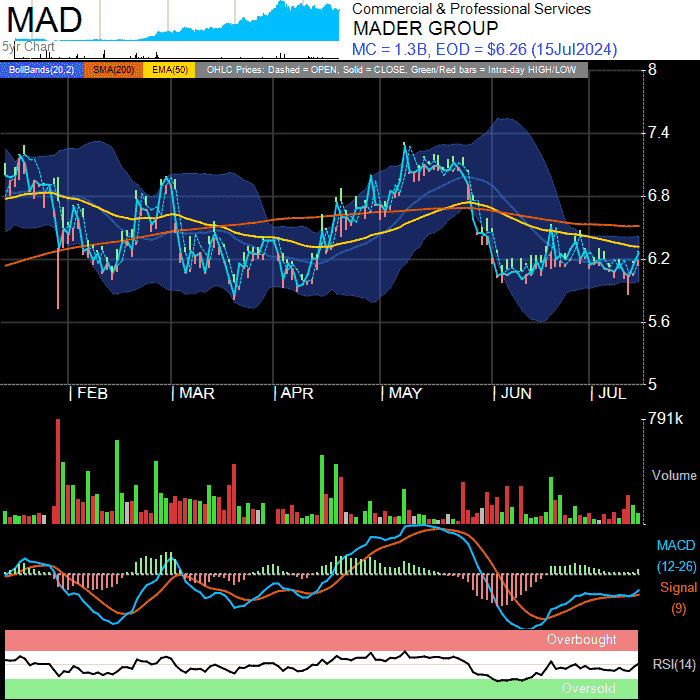 MAD
5yr Chart
Commercial & Professional Services
MADER GROUP
MC = 1.3B, EOD = $6.26 (15Jul2024)
BollBands(20,2) SMA(200) EMA(50) OHLC Prices: Dashed = OPEN, Solid = CLOSE, Green/Red bars = Intra-day HIGH/LOW
8
7.4
6.8
6.2
5.6
5
FEB MAR APR MAY JUN JUL
791k
Volume
MACD
(12-26)
Signal
(9)
Overbought
RSI(14)
Oversold